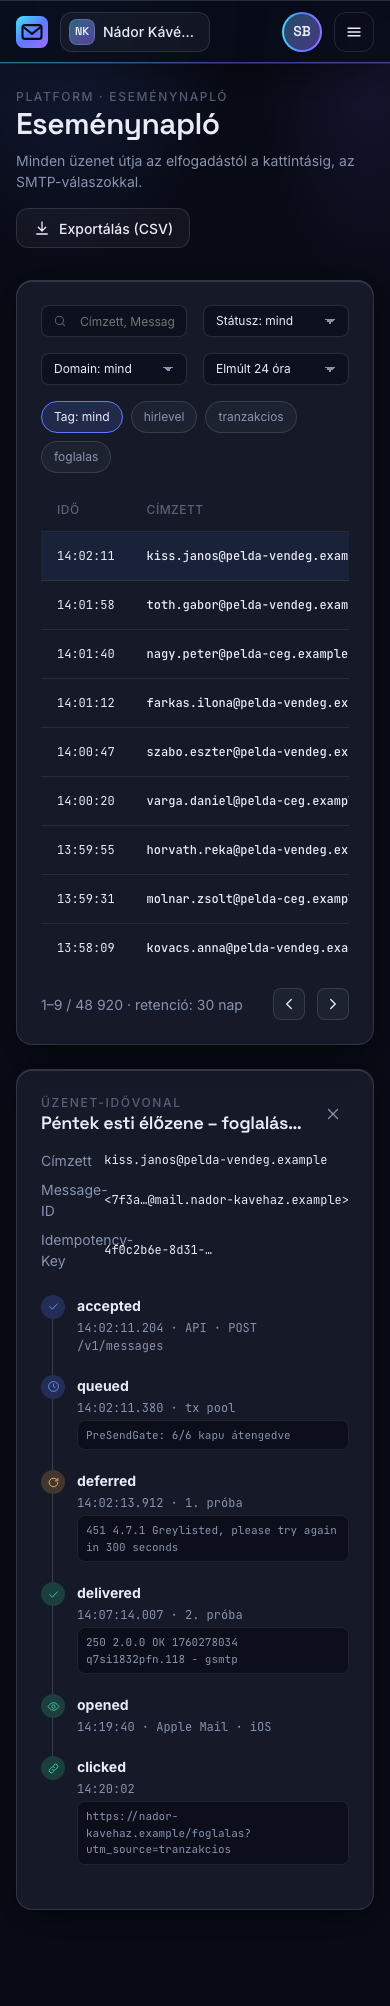 NK Nádor Kávé... SB
PLATFORM · ESEMÉNYNAPLÓ
Eseménynapló
Minden üzenet útja az elfogadástól a kattintásig, az
SMTP-válaszokkal.
Exportálás (CSV)
Címzett, Messag Státusz: mind
Domain: mind Elmúlt 24 óra
Tag: mind hirlevel tranzakcios
foglalas
IDŐ CÍMZETT
14:02:11 kiss.janos@pelda-vendeg.exam
14:01:58 toth.gabor@pelda-vendeg.exam
14:01:40 nagy.peter@pelda-ceg.example
14:01:12 farkas.ilona@pelda-vendeg.ex
14:00:47 szabo.eszter@pelda-vendeg.ex
14:00:20 varga.daniel@pelda-ceg.examp
13:59:55 horvath.reka@pelda-vendeg.ex
13:59:31 molnar.zsolt@pelda-ceg.examp
13:58:09 kovacs.anna@pelda-vendeg.exa
1–9 / 48 920 · retenció: 30 nap
ÜZENET-IDŐVONAL
Péntek esti élőzene – foglalás...
Címzett kiss.janos@pelda-vendeg.example
Message-
ID <7f3a…@mail.nador-kavehaz.example>
Idempotency-
Key 4f0c2b6e-8d31-…
accepted
14:02:11.204 · API · POST
/v1/messages
queued
14:02:11.380 · tx pool
PreSendGate: 6/6 kapu átengedve
deferred
14:02:13.912 · 1. próba
451 4.7.1 Greylisted, please try again
in 300 seconds
delivered
14:07:14.007 · 2. próba
250 2.0.0 OK 1760278034
q7si1832pfn.118 - gsmtp
opened
14:19:40 · Apple Mail · iOS
clicked
14:20:02
https://nador-
kavehaz.example/foglalas?
utm_source=tranzakcios